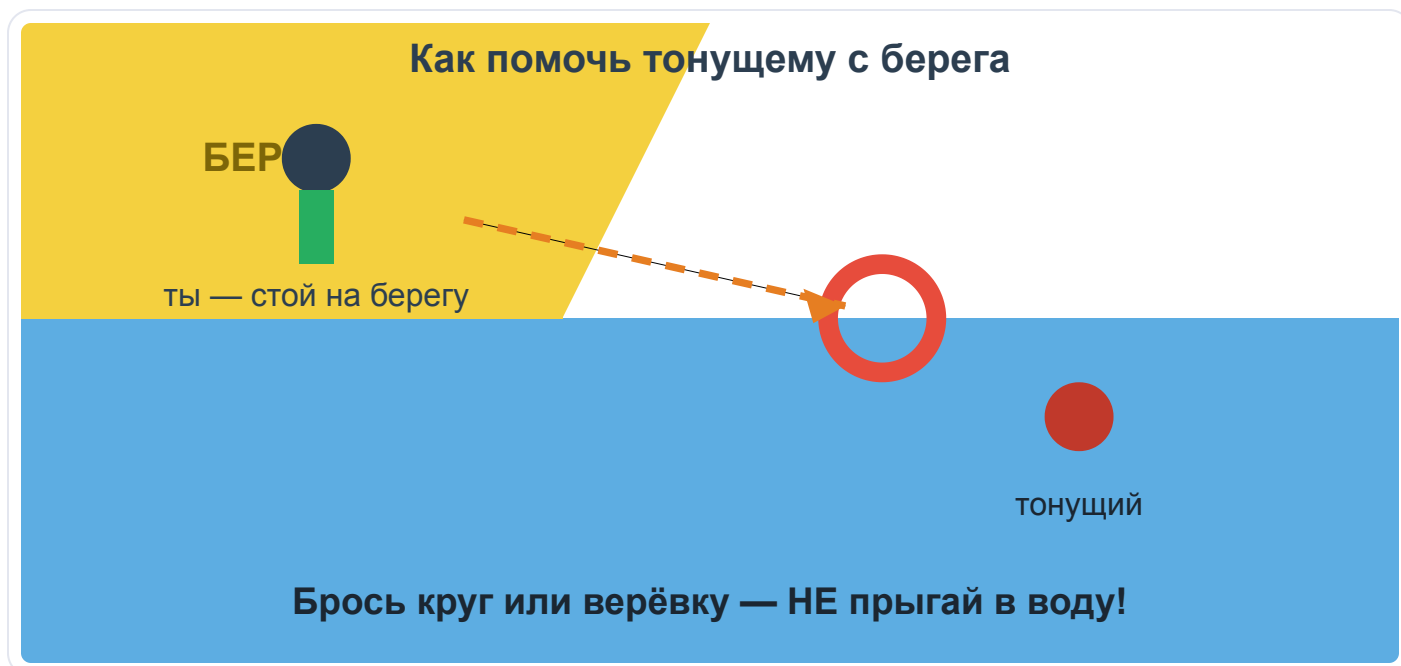 Как помочь тонущему с берега
БЕР
ты — стой на берегу
тонущий
Брось круг или верёвку — НЕ прыгай в воду!